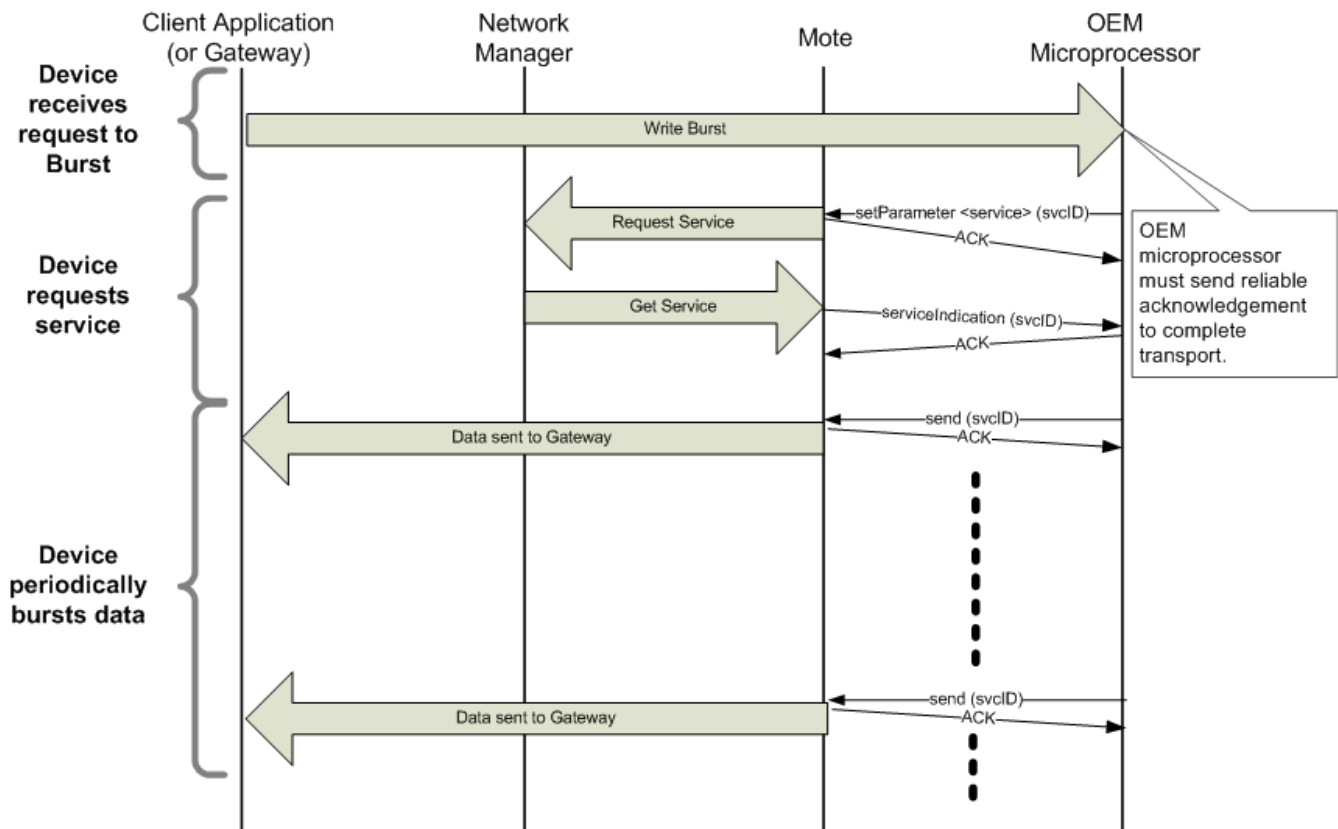 Client Application
(or Gateway)
Network
Manager
Mote
OEM
Microprocessor
Device
receives
request to
Burst
Write Burst
OEM
microprocessor
must send reliable
acknowledgement
to complete
transport.
Device
requests
service
Request Service
setParameter <service> (svcID)
ACK
Get Service
serviceIndication (svcID)
ACK
Device
periodically
bursts data
Data sent to Gateway
send (svcID)
ACK
Data sent to Gateway
send (svcID)
ACK